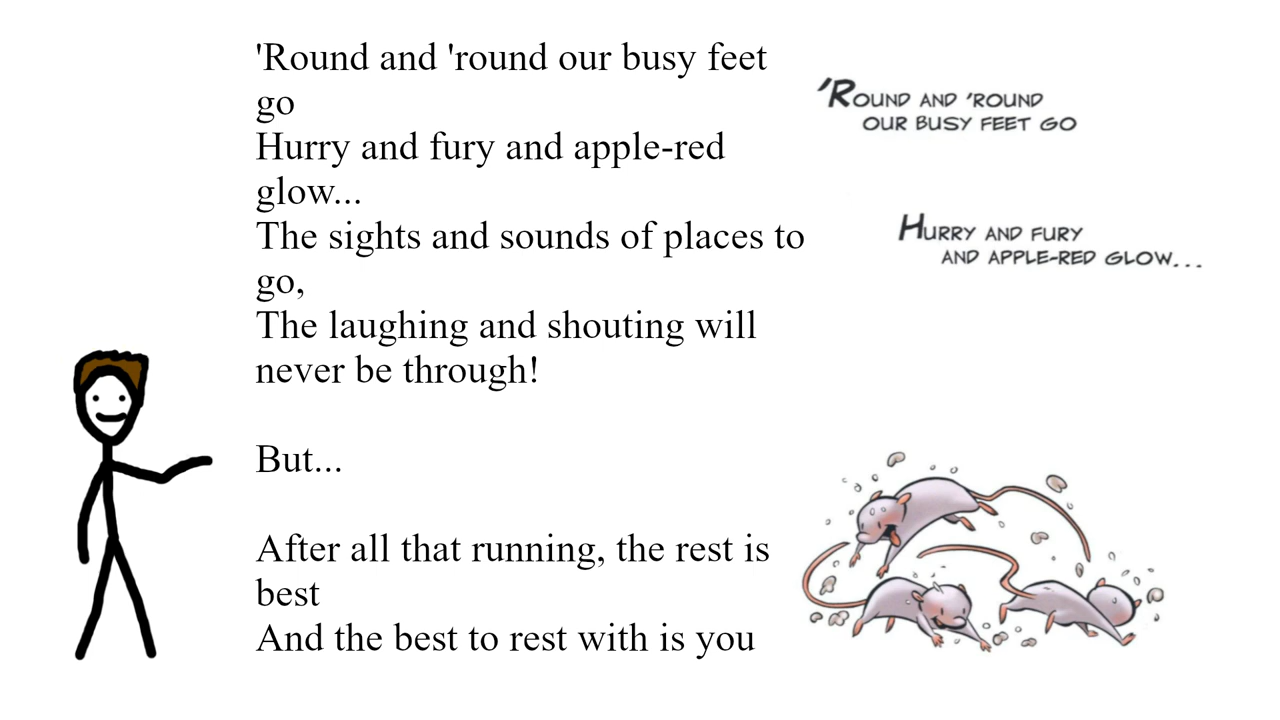 'Round and 'round our busy feet
go
Hurry and fury and apple-red
glow...
The sights and sounds of places to
go,
The laughing and shouting will
never be through!
But...
After all that running, the rest is
best
And the best to rest with is you
'ROUND AND 'ROUND
OUR BUSY FEET GO
HURRY AND FURY
AND APPLE-RED GLOW...